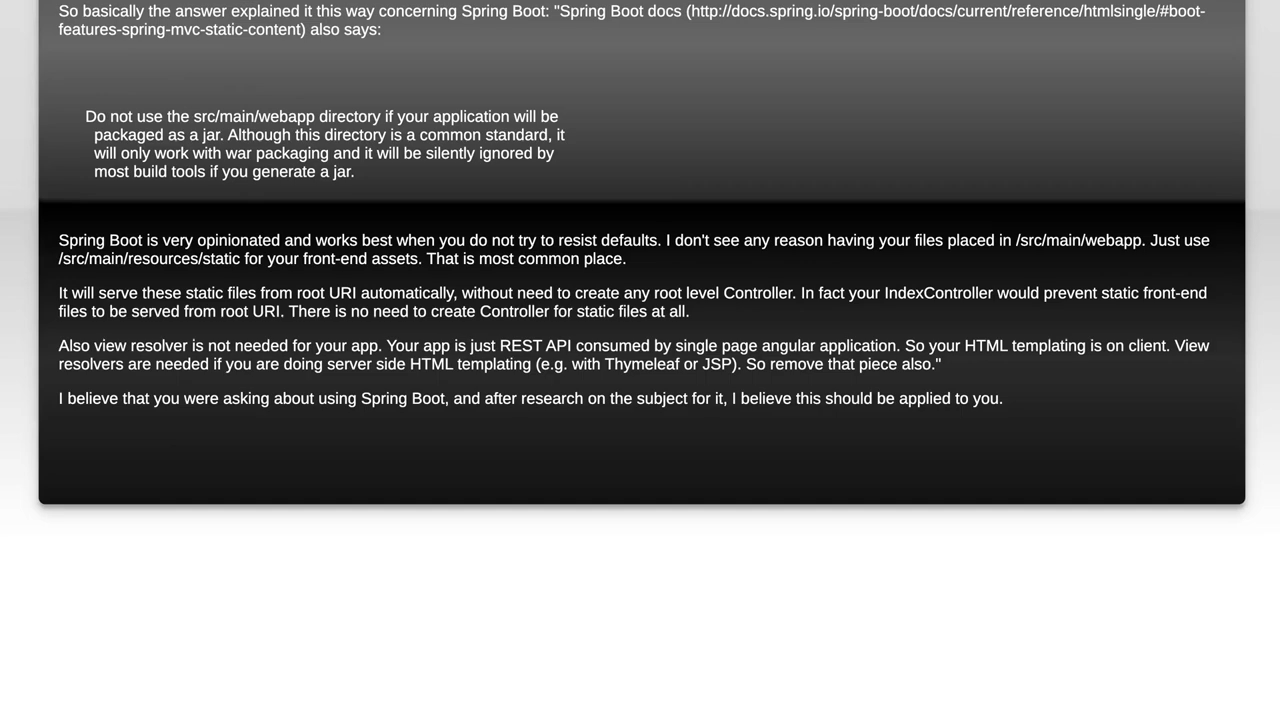 So basically the answer explained it this way concerning Spring Boot: "Spring Boot docs (http://docs.spring.io/spring-boot/docs/current/reference/htmlsingle/#boot-
features-spring-mvc-static-content) also says:
Do not use the src/main/webapp directory if your application will be
packaged as a jar. Although this directory is a common standard, it
will only work with war packaging and it will be silently ignored by
most build tools if you generate a jar.
Spring Boot is very opinionated and works best when you do not try to resist defaults. I don't see any reason having your files placed in /src/main/webapp. Just use
/src/main/resources/static for your front-end assets. That is most common place.
It will serve these static files from root URI automatically, without need to create any root level Controller. In fact your IndexController would prevent static front-end
files to be served from root URI. There is no need to create Controller for static files at all.
Also view resolver is not needed for your app. Your app is just REST API consumed by single page angular application. So your HTML templating is on client. View
resolvers are needed if you are doing server side HTML templating (e.g. with Thymeleaf or JSP). So remove that piece also."
I believe that you were asking about using Spring Boot, and after research on the subject for it, I believe this should be applied to you.